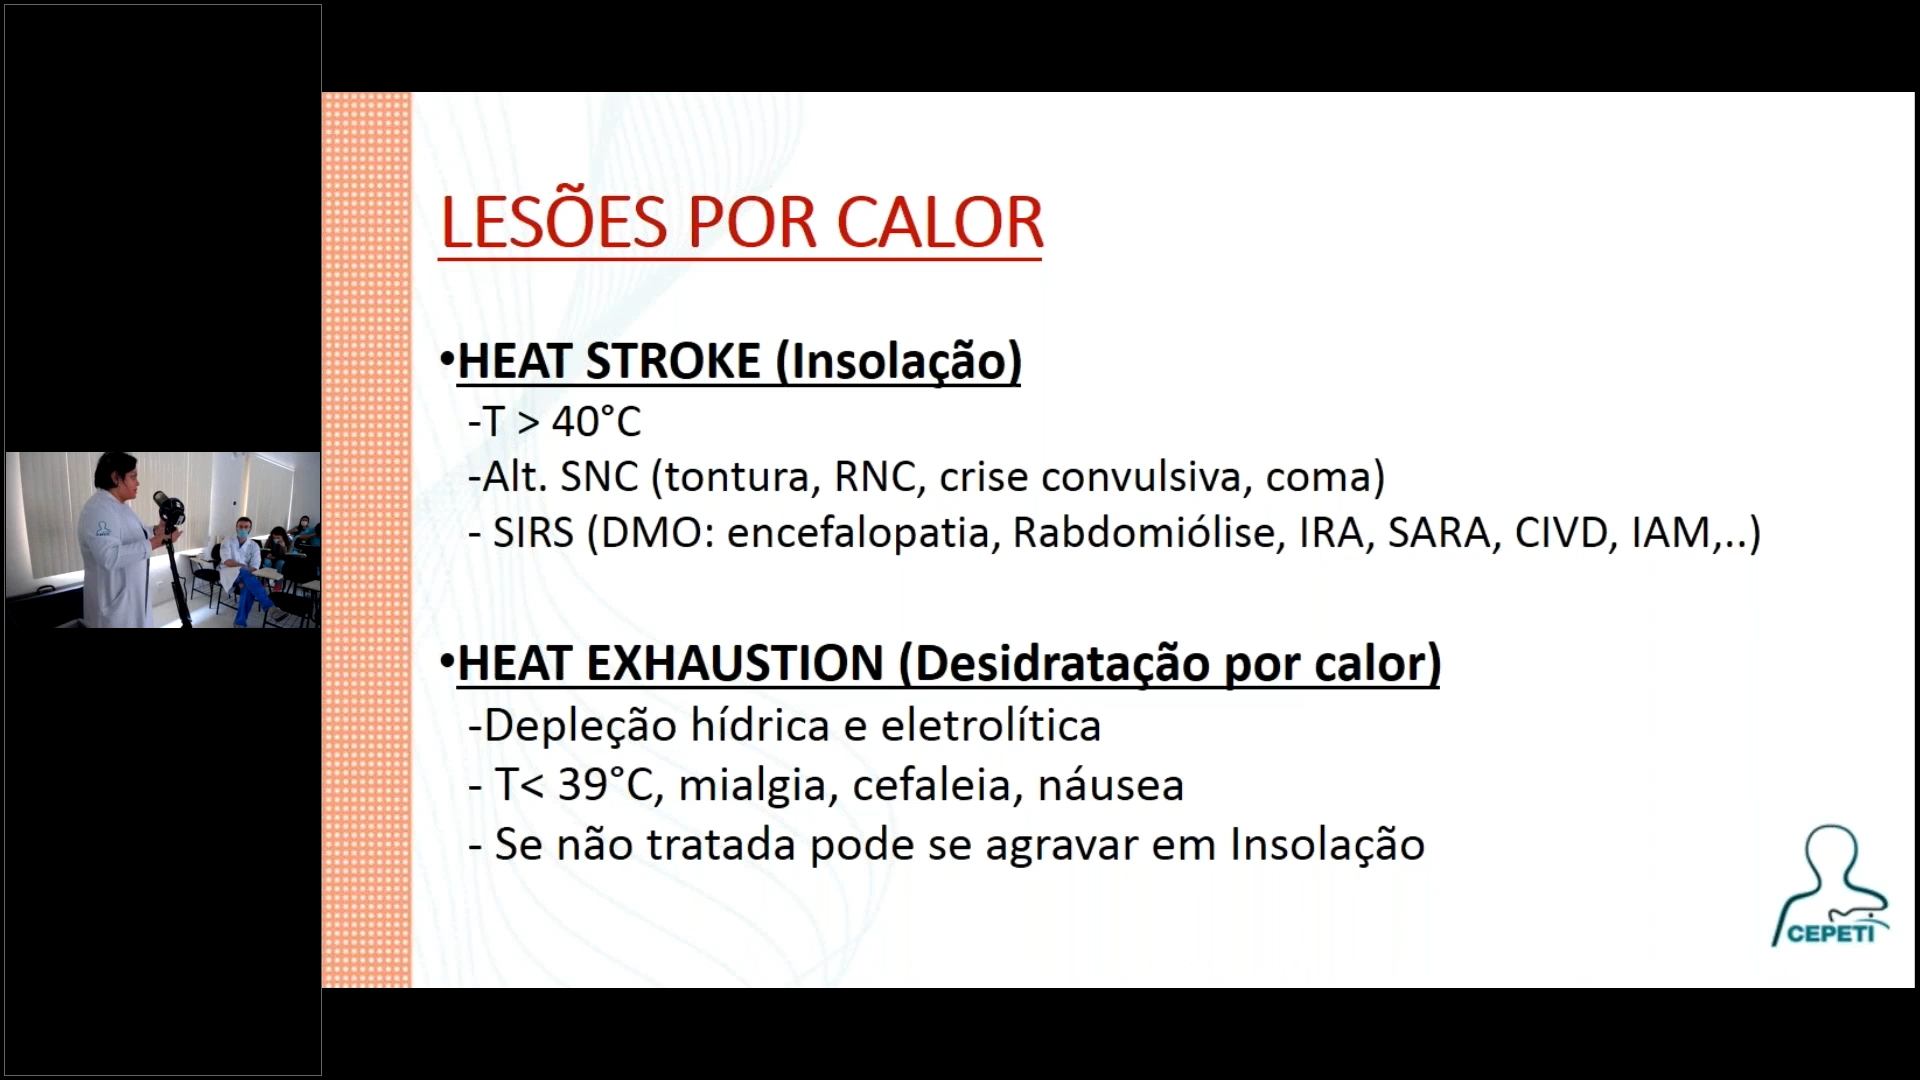 LESÕES POR CALOR
•HEAT STROKE (Insolação)
-T > 40°C
-Alt. SNC (tontura, RNC, crise convulsiva, coma)
- SIRS (DMO: encefalopatia, Rabdomiólise, IRA, SARA, CIVD, IAM,..)
•HEAT EXHAUSTION (Desidratação por calor)
-Depleção hídrica e eletrolítica
- T< 39°C, mialgia, cefaleia, náusea
- Se não tratada pode se agravar em Insolação
CEPETI